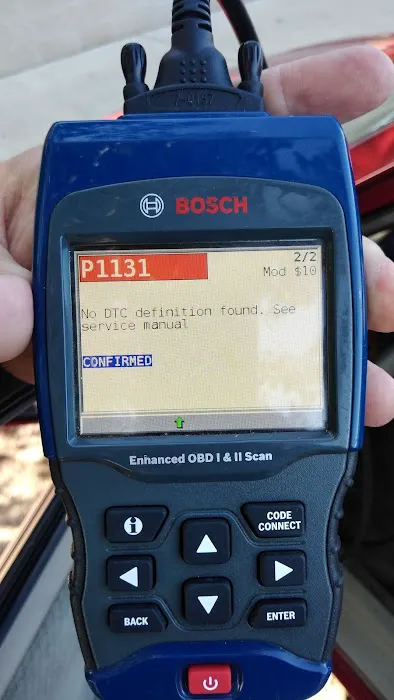 BOSCH
P1131
2/2
Mod $10
No DTC definition found. See
service manual
CONFIRMED
Enhanced OBD I & II Scan
CODE
CONNECT
BACK
ENTER